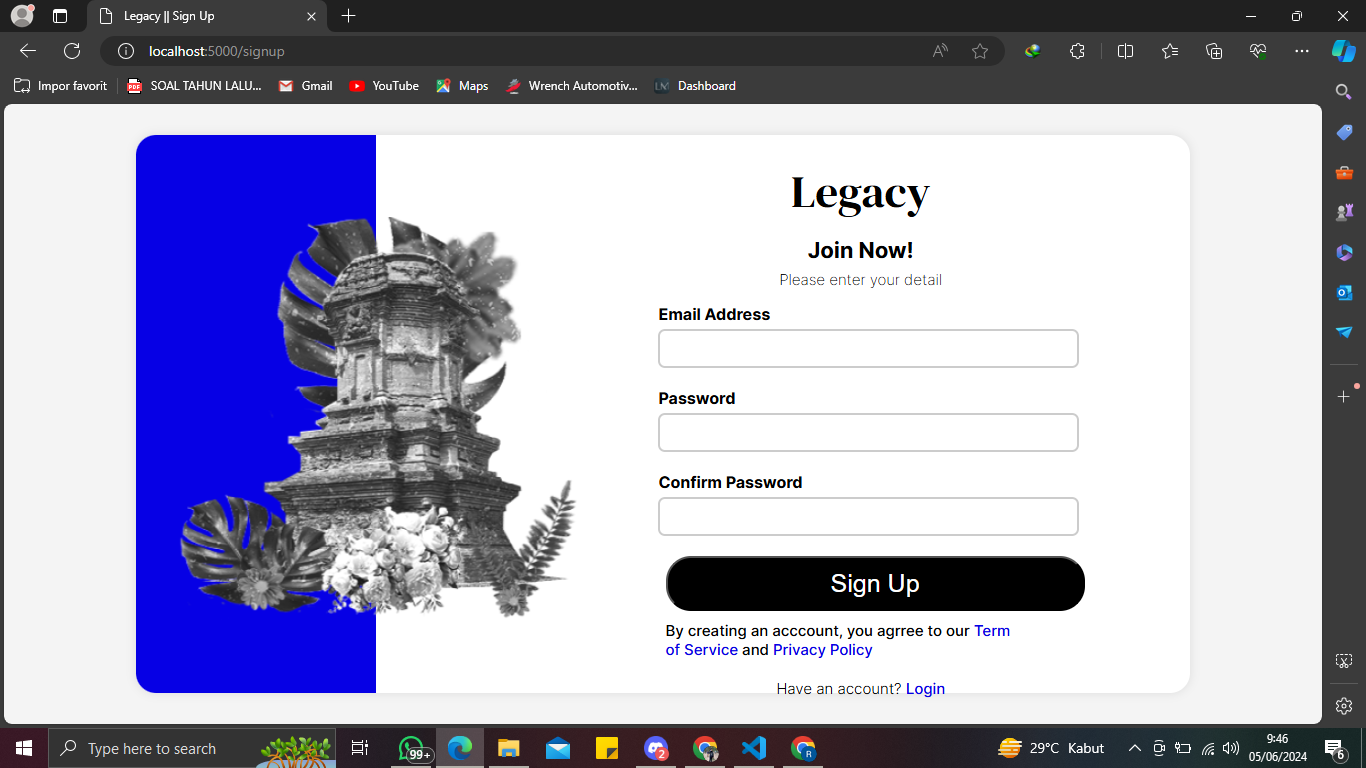 Legacy || Sign Up
localhost:5000/signup
Impor favorit
SOAL TAHUN LALU...
Gmail
YouTube
Maps
Wrench Automotiv...
Dashboard
Legacy
Join Now!
Please enter your detail
Email Address
Password
Confirm Password
Sign Up
By creating an acccount, you agrree to our Term
of Service and Privacy Policy
Have an account? Login
Type here to search
99+
2
R
29°C Kabut
9:46
05/06/2024
6